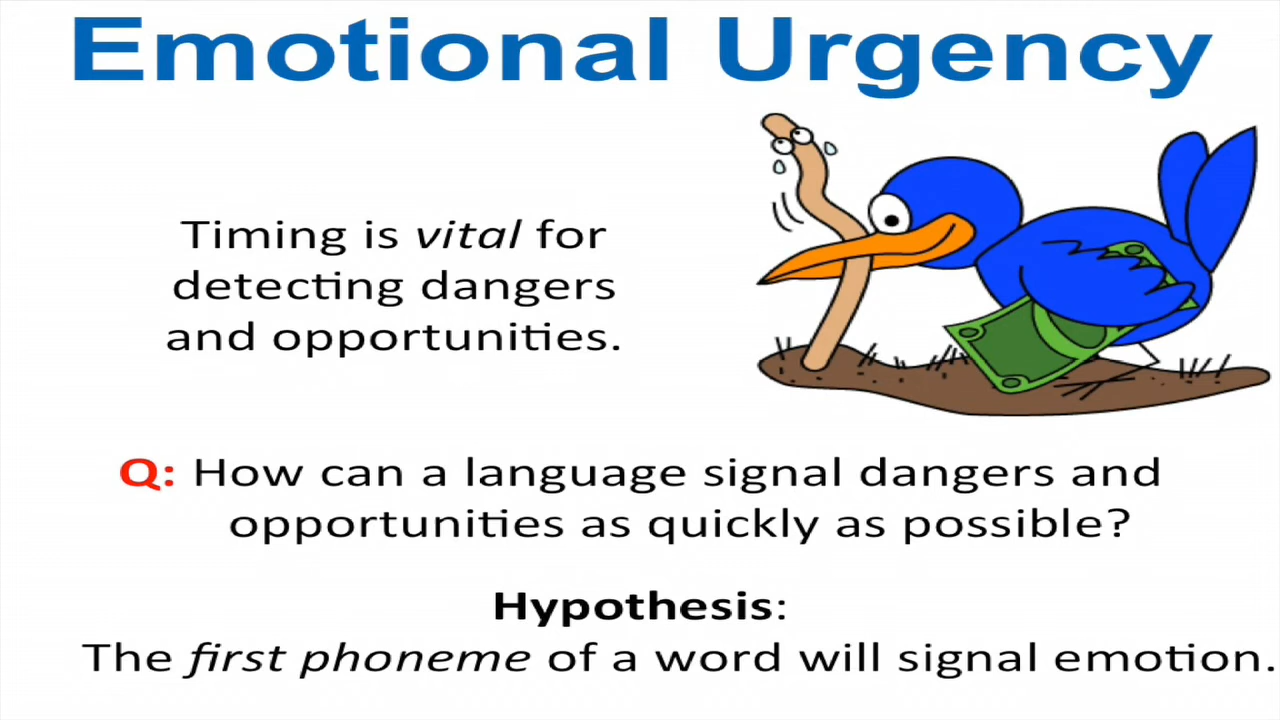 Emotional Urgency
Timing is vital for
detecting dangers
and opportunities.
Q: How can a language signal dangers and
opportunities as quickly as possible?
Hypothesis:
The first phoneme of a word will signal emotion.